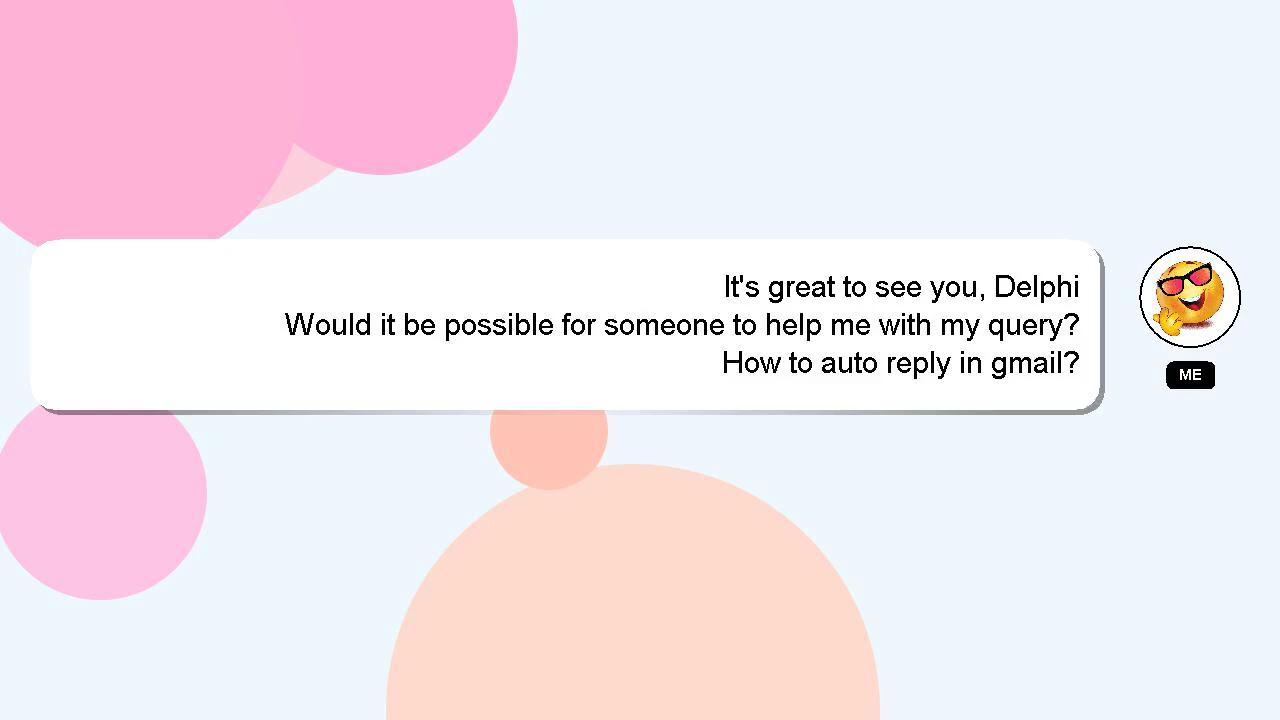 It's great to see you, Delphi
Would it be possible for someone to help me with my query?
How to auto reply in gmail?
ME